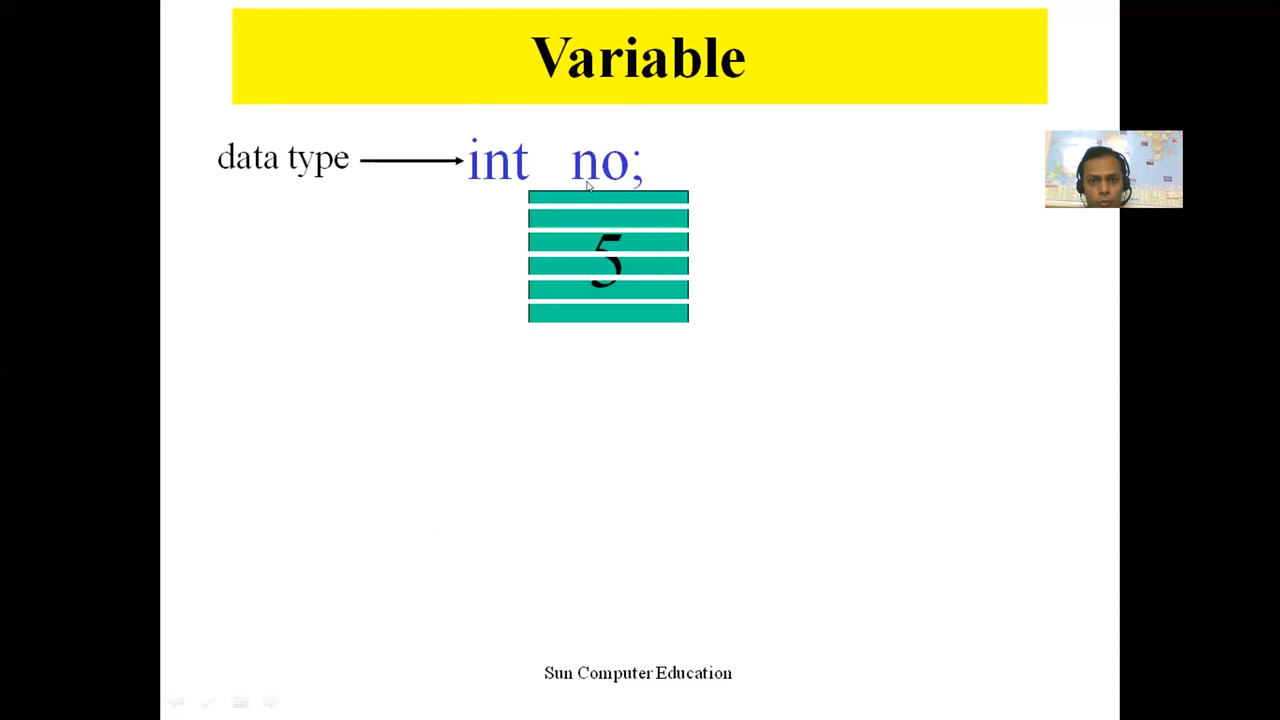 Variable
data type int no;
5
Sun Computer Education